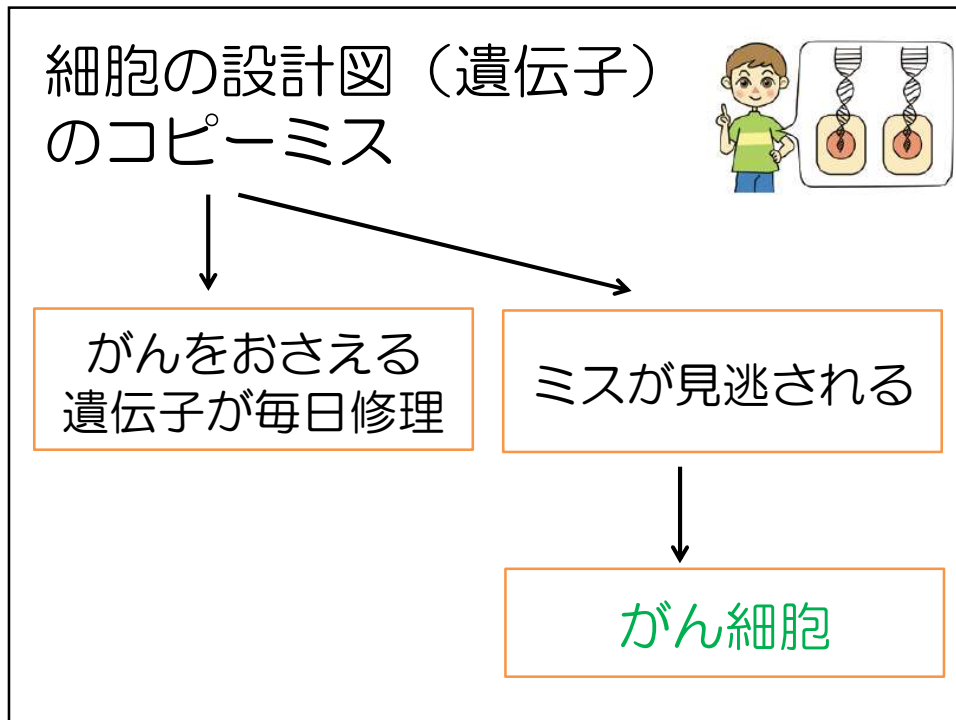 細胞の設計図（遺伝子）
のコピーミス
がんをおさえる
遺伝子が毎日修理
ミスが見逃される
がん細胞